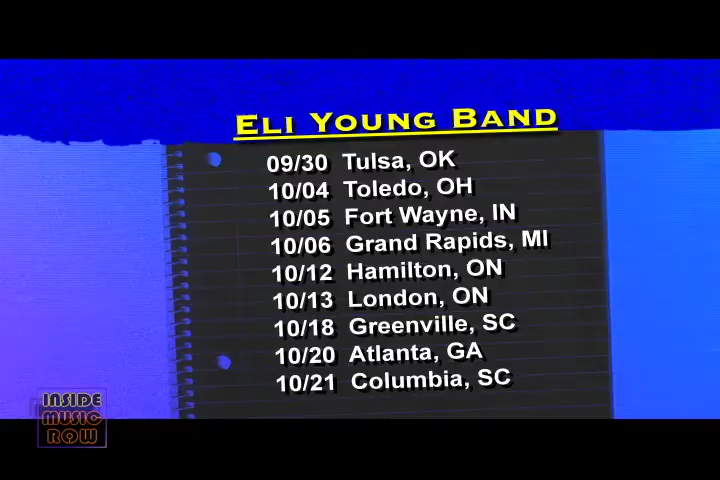 ELI YOUNG BAND
09/30 Tulsa, OK
10/04 Toledo, OH
10/05 Fort Wayne, IN
10/06 Grand Rapids, MI
10/12 Hamilton, ON
10/13 London, ON
10/18 Greenville, SC
10/20 Atlanta, GA
10/21 Columbia, SC
INSIDE
MUSIC
ROW